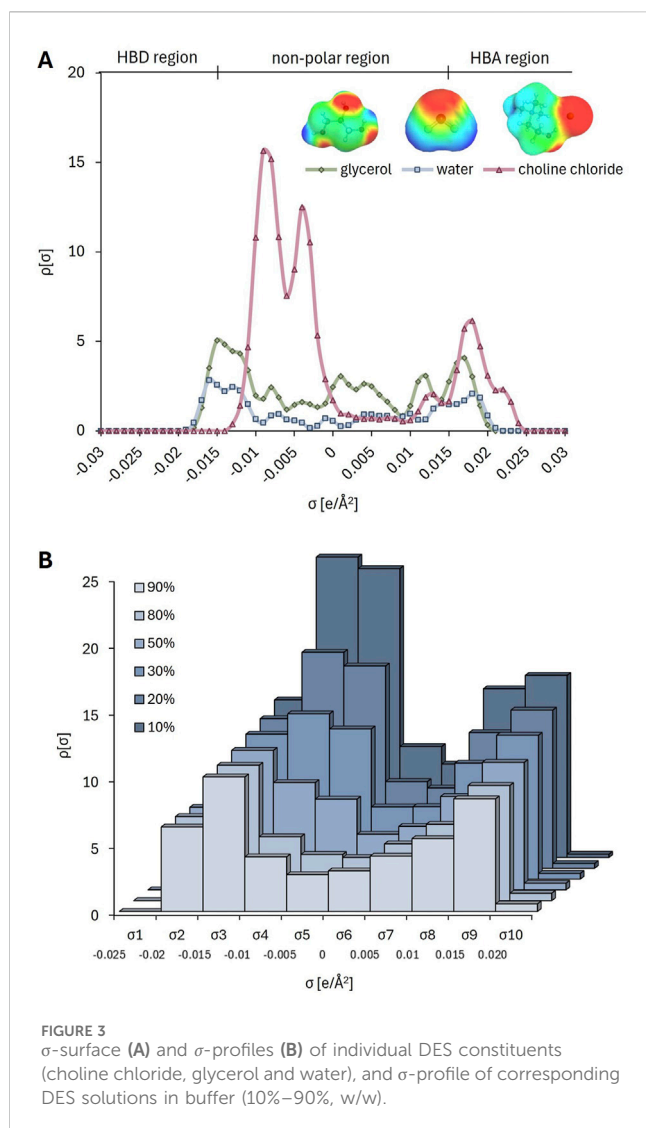 A
HBD region
non-polar region
HBA region
20
15
10
5
0
ρ[σ]
glycerol
water
choline chloride
-0.03
-0.025
-0.02
-0.015
-0.01
-0.005
0
0.005
0.01
0.015
0.02
0.025
0.03
σ [e/Å²]
B
25
20
15
10
5
0
ρ[σ]
90%
80%
50%
30%
20%
10%
σ1 σ2 σ3 σ4 σ5 σ6 σ7 σ8 σ9 σ10
-0.025 -0.02 -0.015 -0.01 -0.005 0 0.005 0.01 0.015 0.020
σ [e/Å²]
FIGURE 3
σ-surface (A) and σ-profiles (B) of individual DES constituents
(choline chloride, glycerol and water), and σ-profile of corresponding
DES solutions in buffer (10%–90%, w/w).